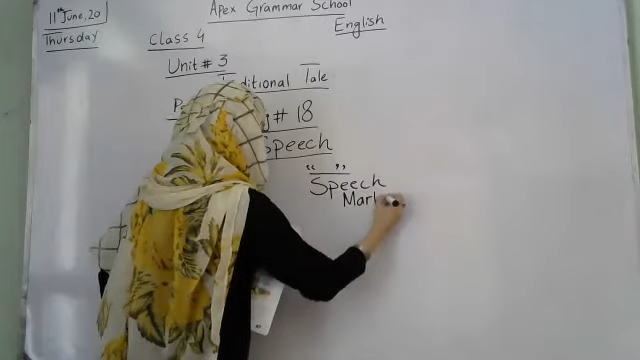 11th June, 20
Apex Grammar School
Thursday
English
Class 4
Unit # 3
ditional Tale
# 18
Speech
“ ”
Speech
Mar